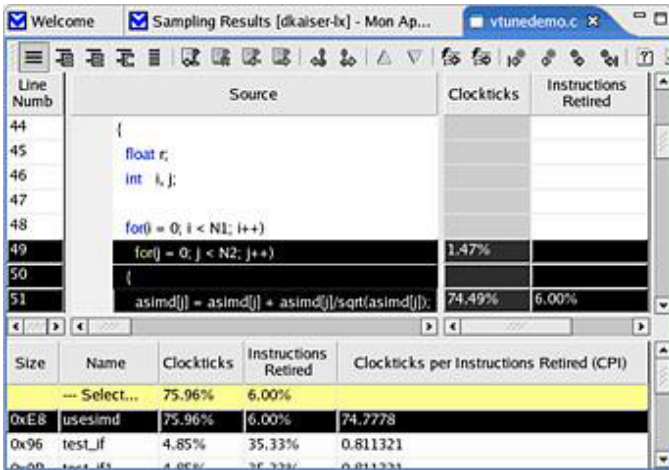 Welcome
Sampling Results [dkaiser-lx] - Mon Ap...
vtunedemo.c
Line Numb
Source
Clockticks
Instructions Retired
44 {
45 float r;
46 int i, j;
47
48 for(i = 0; i < N1; i++)
49 for(j = 0; j < N2; j++) 1.47%
50 {
51 asimd[j] = asimd[j] + asimd[j]/sqrt(asimd[j]); 74.49% 6.00%
Size Name Clockticks Instructions Retired Clockticks per Instructions Retired (CPI)
--- Select... 75.96% 6.00%
0xE8 usesimd 75.96% 6.00% 74.7778
0x96 test_if 4.85% 35.33% 0.811321